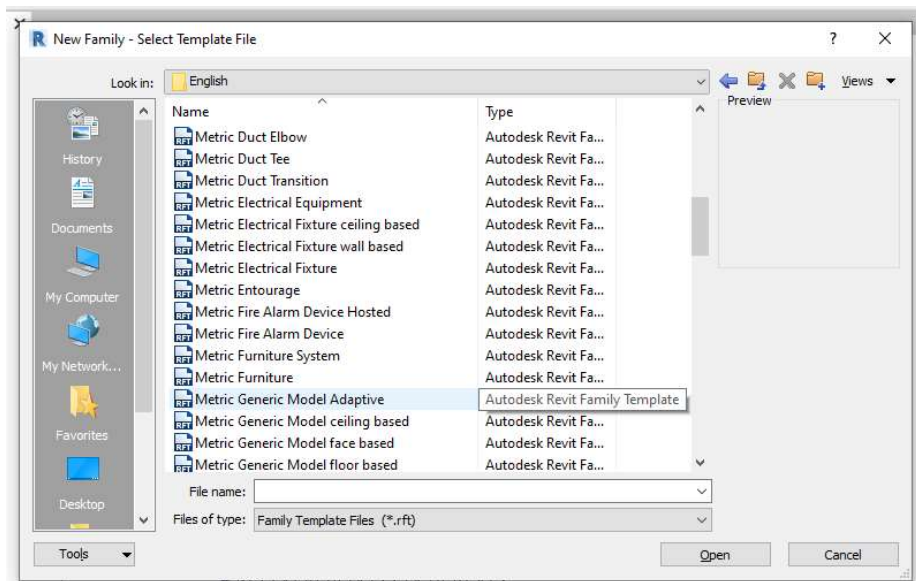 New Family - Select Template File
Look in: English Views
History
Documents
My Computer
My Network...
Favorites
Desktop
Name Type
Metric Duct Elbow Autodesk Revit Fa...
Metric Duct Tee Autodesk Revit Fa...
Metric Duct Transition Autodesk Revit Fa...
Metric Electrical Equipment Autodesk Revit Fa...
Metric Electrical Fixture ceiling based Autodesk Revit Fa...
Metric Electrical Fixture wall based Autodesk Revit Fa...
Metric Electrical Fixture Autodesk Revit Fa...
Metric Entourage Autodesk Revit Fa...
Metric Fire Alarm Device Hosted Autodesk Revit Fa...
Metric Fire Alarm Device Autodesk Revit Fa...
Metric Furniture System Autodesk Revit Fa...
Metric Furniture Autodesk Revit Fa...
Metric Generic Model Adaptive Autodesk Revit Family Template
Metric Generic Model ceiling based Autodesk Revit Fa...
Metric Generic Model face based Autodesk Revit Fa...
Metric Generic Model floor based Autodesk Revit Fa...
Preview
File name:
Files of type: Family Template Files (*.rft)
Tools Open Cancel